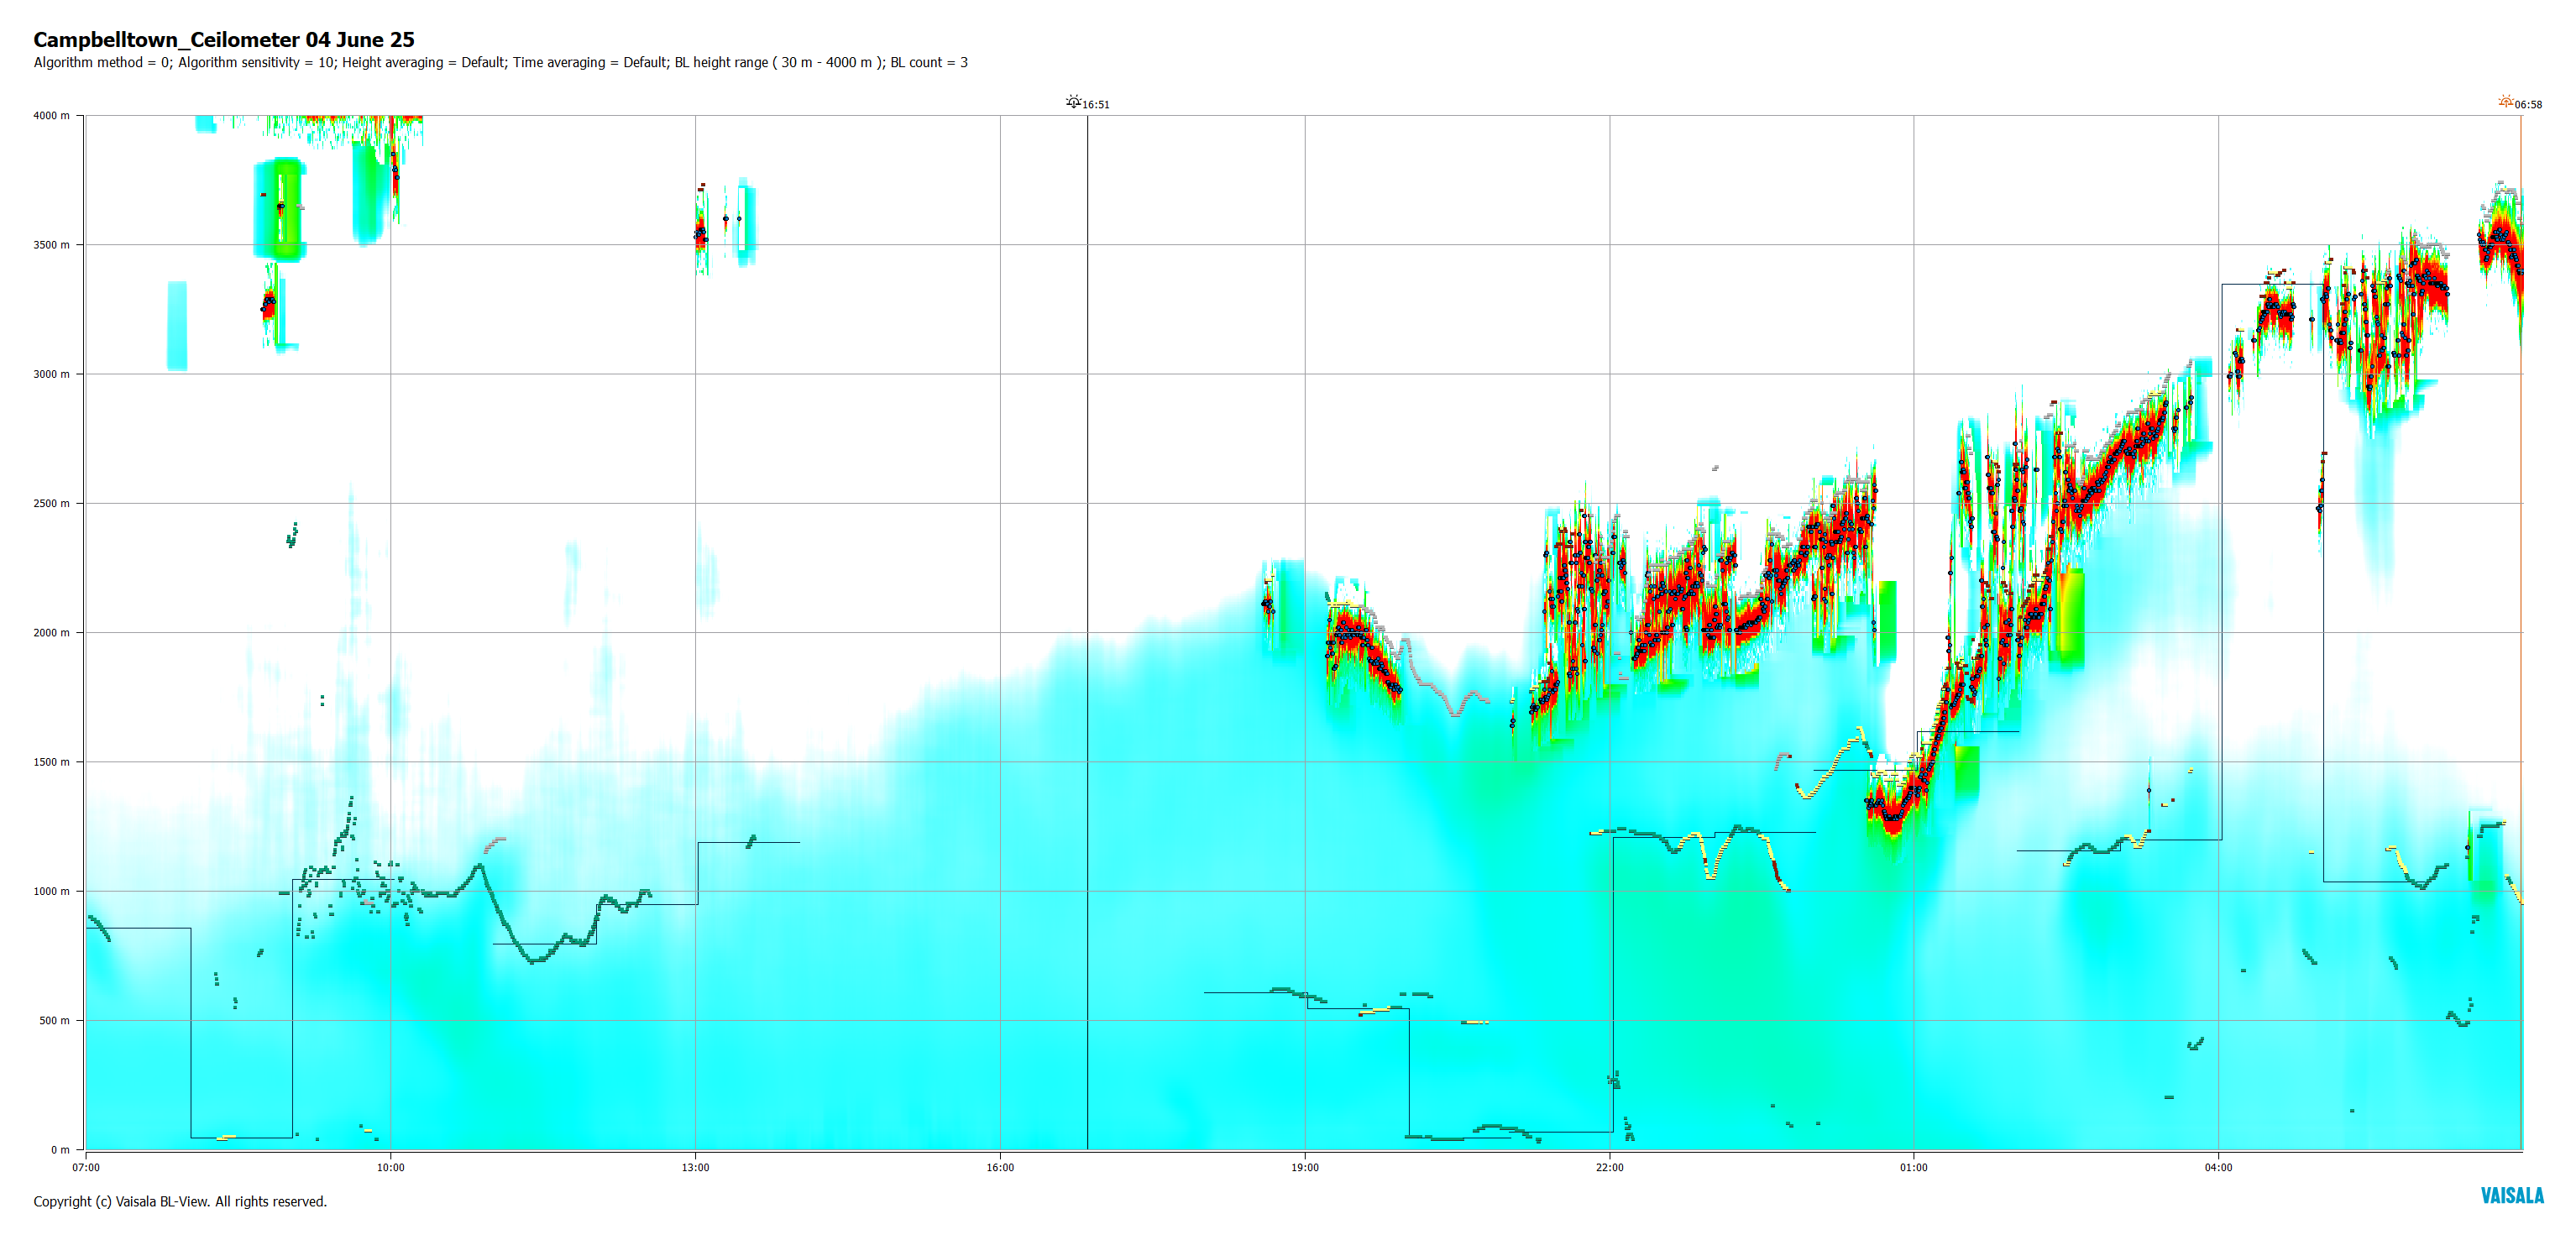 Campbelltown_Ceilometer 04 June 25
Algorithm method = 0; Algorithm sensitivity = 10; Height averaging = Default; Time averaging = Default; BL height range ( 30 m - 4000 m ); BL count = 3
16:51
06:58
4000 m
3500 m
3000 m
2500 m
2000 m
1500 m
1000 m
500 m
0 m
07:00 10:00 13:00 16:00 19:00 22:00 01:00 04:00
Copyright (c) Vaisala BL-View. All rights reserved.
VAISALA